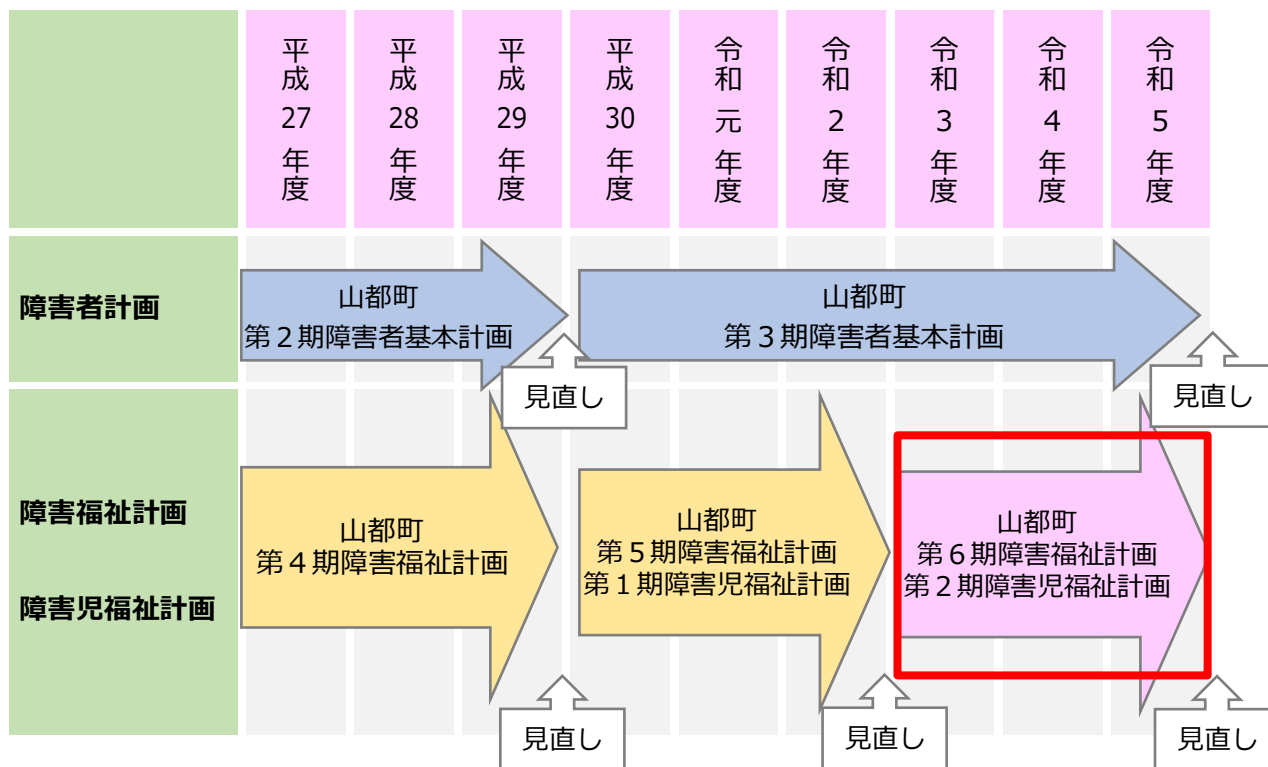 平成27年度
平成28年度
平成29年度
平成30年度
令和元年度
令和2年度
令和3年度
令和4年度
令和5年度
障害者計画
山都町
第２期障害者基本計画
山都町
第３期障害者基本計画
見直し
見直し
障害福祉計画
障害児福祉計画
山都町
第４期障害福祉計画
山都町
第５期障害福祉計画
第１期障害児福祉計画
山都町
第６期障害福祉計画
第２期障害児福祉計画
見直し
見直し
見直し